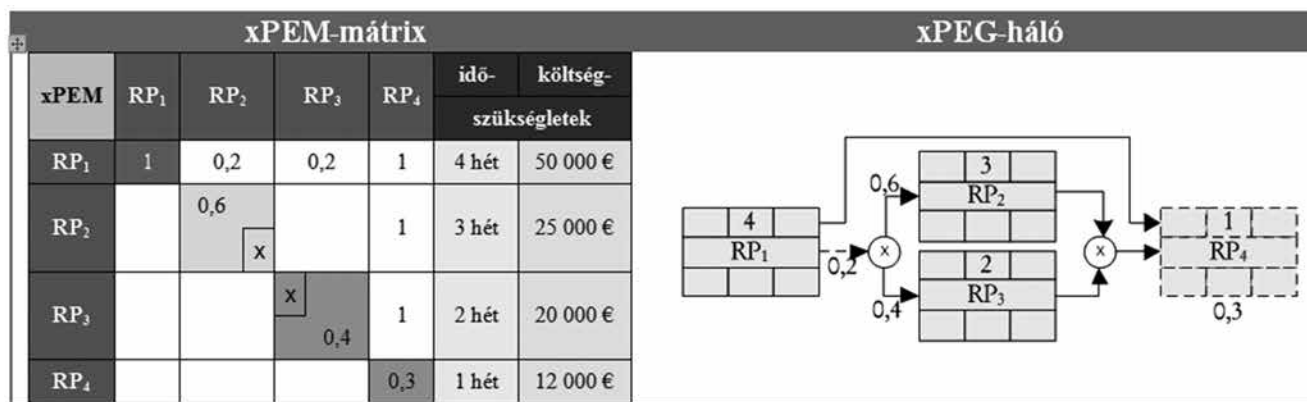 xPEM-mátrix
xPEG-háló
xPEM RP₁ RP₂ RP₃ RP₄ idő- költség-
szükségletek
RP₁ 1 0,2 0,2 1 4 hét 50 000 €
RP₂ 0,6 x 1 3 hét 25 000 €
RP₃ x 0,4 1 2 hét 20 000 €
RP₄ 0,3 1 hét 12 000 €
3
0,6 RP₂
4 1
RP₁ x x RP₄
0,2
2
0,4 RP₃ 0,3